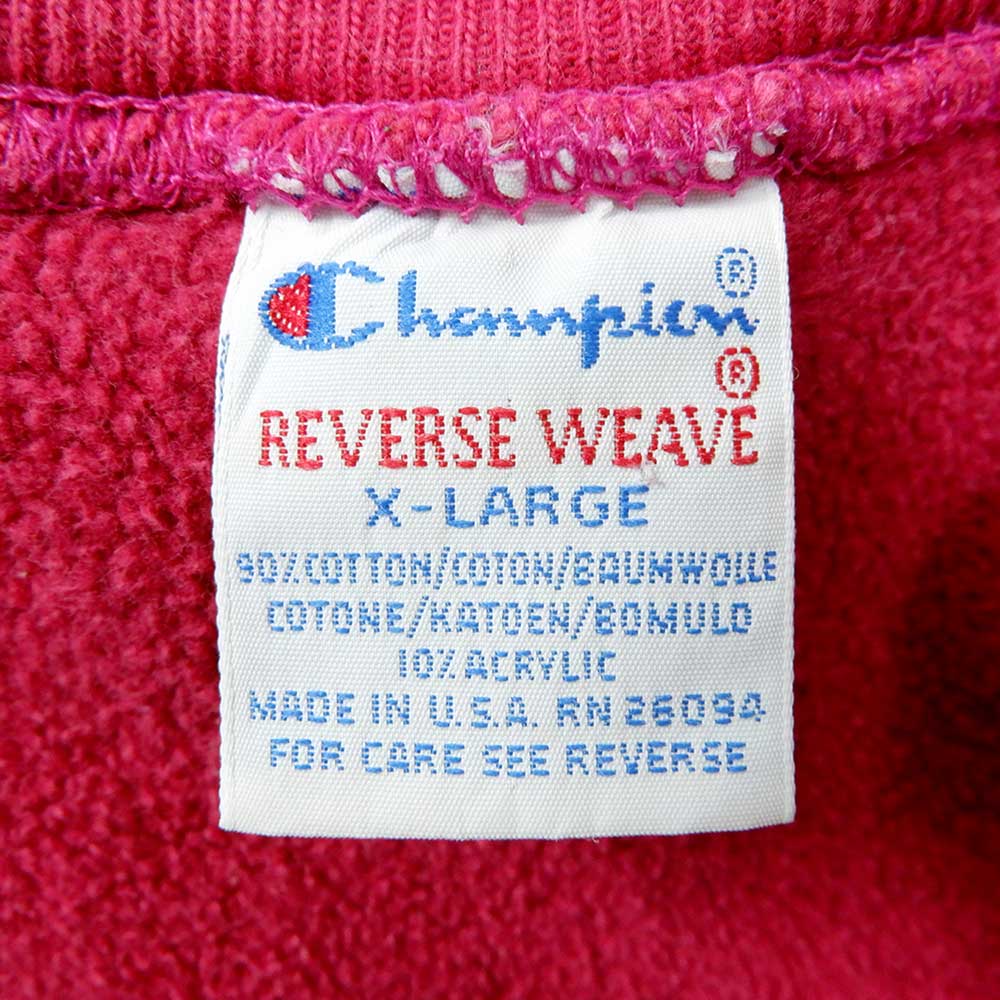 Champion®
REVERSE WEAVE®
X-LARGE
90% COTTON/COTON/BAUMWOLLE
COTONE/KATOEN/BOMULD
10% ACRYLIC
MADE IN U.S.A. RN 26094
FOR CARE SEE REVERSE